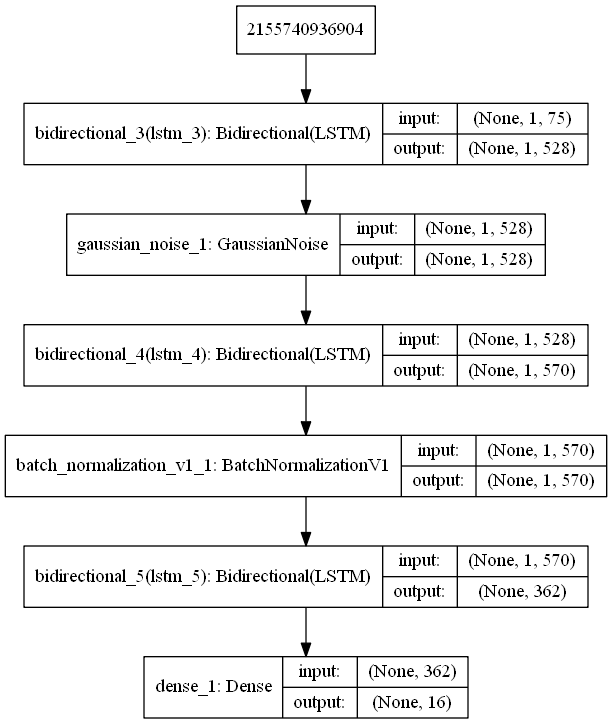 2155740936904
bidirectional_3(lstm_3): Bidirectional(LSTM)
input: (None, 1, 75)
output: (None, 1, 528)
gaussian_noise_1: GaussianNoise
input: (None, 1, 528)
output: (None, 1, 528)
bidirectional_4(lstm_4): Bidirectional(LSTM)
input: (None, 1, 528)
output: (None, 1, 570)
batch_normalization_v1_1: BatchNormalizationV1
input: (None, 1, 570)
output: (None, 1, 570)
bidirectional_5(lstm_5): Bidirectional(LSTM)
input: (None, 1, 570)
output: (None, 362)
dense_1: Dense
input: (None, 362)
output: (None, 16)